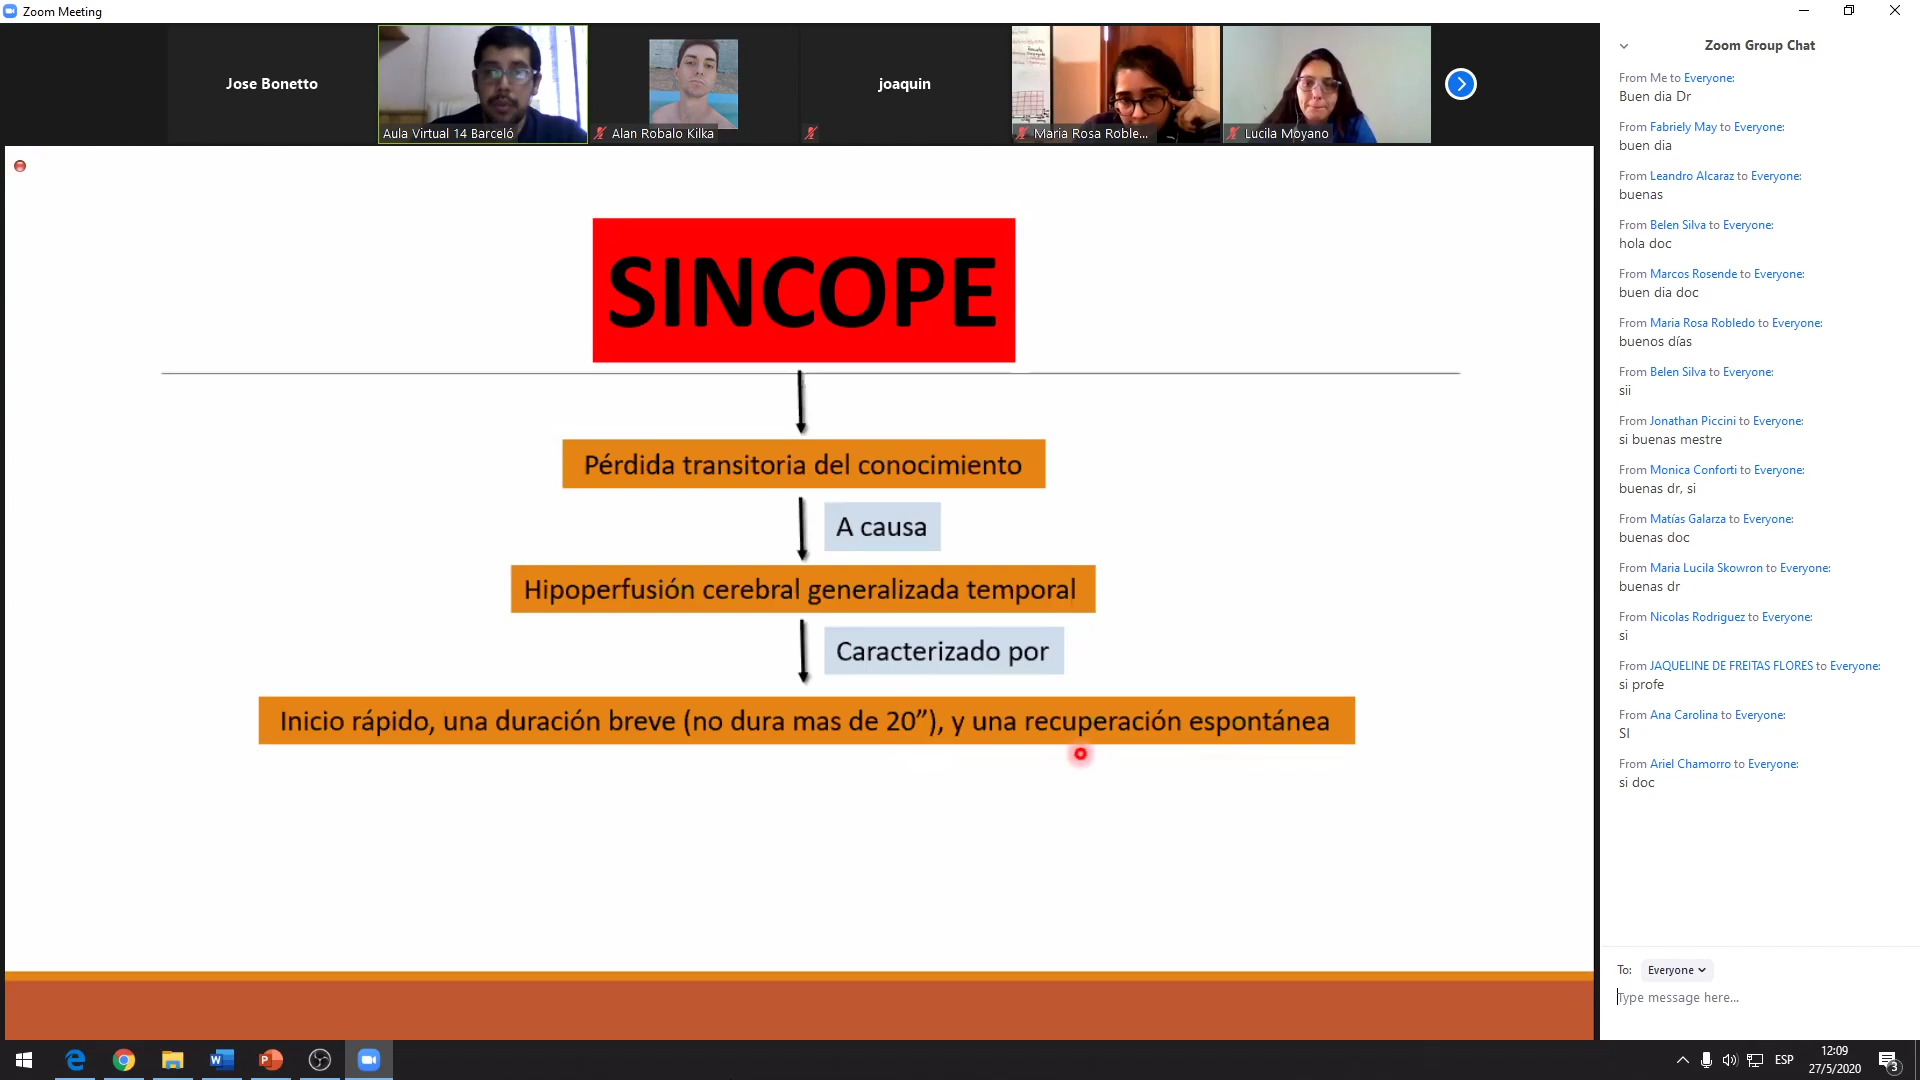 Zoom Meeting
Jose Bonetto
Aula Virtual 14 Barceló
Alan Robalo Kilka
joaquin
Maria Rosa Roble...
Lucila Moyano
SINCOPE
Pérdida transitoria del conocimiento
A causa
Hipoperfusión cerebral generalizada temporal
Caracterizado por
Inicio rápido, una duración breve (no dura mas de 20”), y una recuperación espontánea
Zoom Group Chat
From Me to Everyone:
Buen dia Dr
From Fabriely May to Everyone:
buen dia
From Leandro Alcaraz to Everyone:
buenas
From Belen Silva to Everyone:
hola doc
From Marcos Rosende to Everyone:
buen dia doc
From Maria Rosa Robledo to Everyone:
buenos días
From Belen Silva to Everyone:
sii
From Jonathan Piccini to Everyone:
si buenas mestre
From Monica Conforti to Everyone:
buenas dr, si
From Matías Galarza to Everyone:
buenas doc
From Maria Lucila Skowron to Everyone:
buenas dr
From Nicolas Rodriguez to Everyone:
si
From JAQUELINE DE FREITAS FLORES to Everyone:
si profe
From Ana Carolina to Everyone:
SI
From Ariel Chamorro to Everyone:
si doc
To: Everyone
Type message here...
ESP
12:09
27/5/2020
3